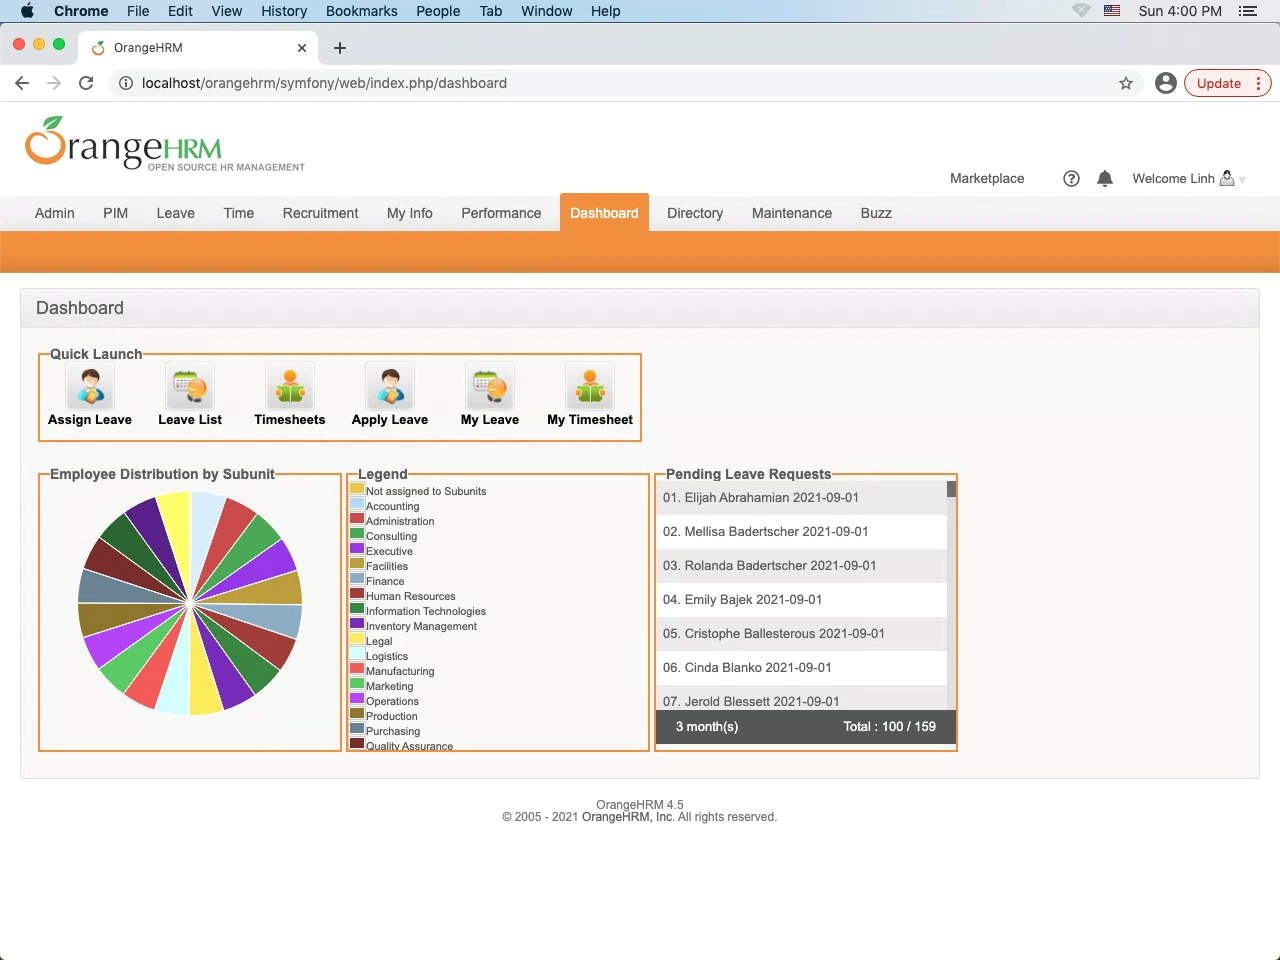 Chrome File Edit View History Bookmarks People Tab Window Help Sun 4:00 PM
OrangeHRM
localhost/orangehrm/symfony/web/index.php/dashboard Update
OrangeHRM
OPEN SOURCE HR MANAGEMENT
Marketplace Welcome Linh
Admin PIM Leave Time Recruitment My Info Performance Dashboard Directory Maintenance Buzz
Dashboard
Quick Launch
Assign Leave Leave List Timesheets Apply Leave My Leave My Timesheet
Employee Distribution by Subunit
Legend
Not assigned to Subunits
Accounting
Administration
Consulting
Executive
Facilities
Finance
Human Resources
Information Technologies
Inventory Management
Legal
Logistics
Manufacturing
Marketing
Operations
Production
Purchasing
Quality Assurance
Pending Leave Requests
01. Elijah Abrahamian 2021-09-01
02. Mellisa Badertscher 2021-09-01
03. Rolanda Badertscher 2021-09-01
04. Emily Bajek 2021-09-01
05. Cristophe Ballesterous 2021-09-01
06. Cinda Blanko 2021-09-01
07. Jerold Blessett 2021-09-01
3 month(s) Total : 100 / 159
OrangeHRM 4.5
© 2005 - 2021 OrangeHRM, Inc. All rights reserved.